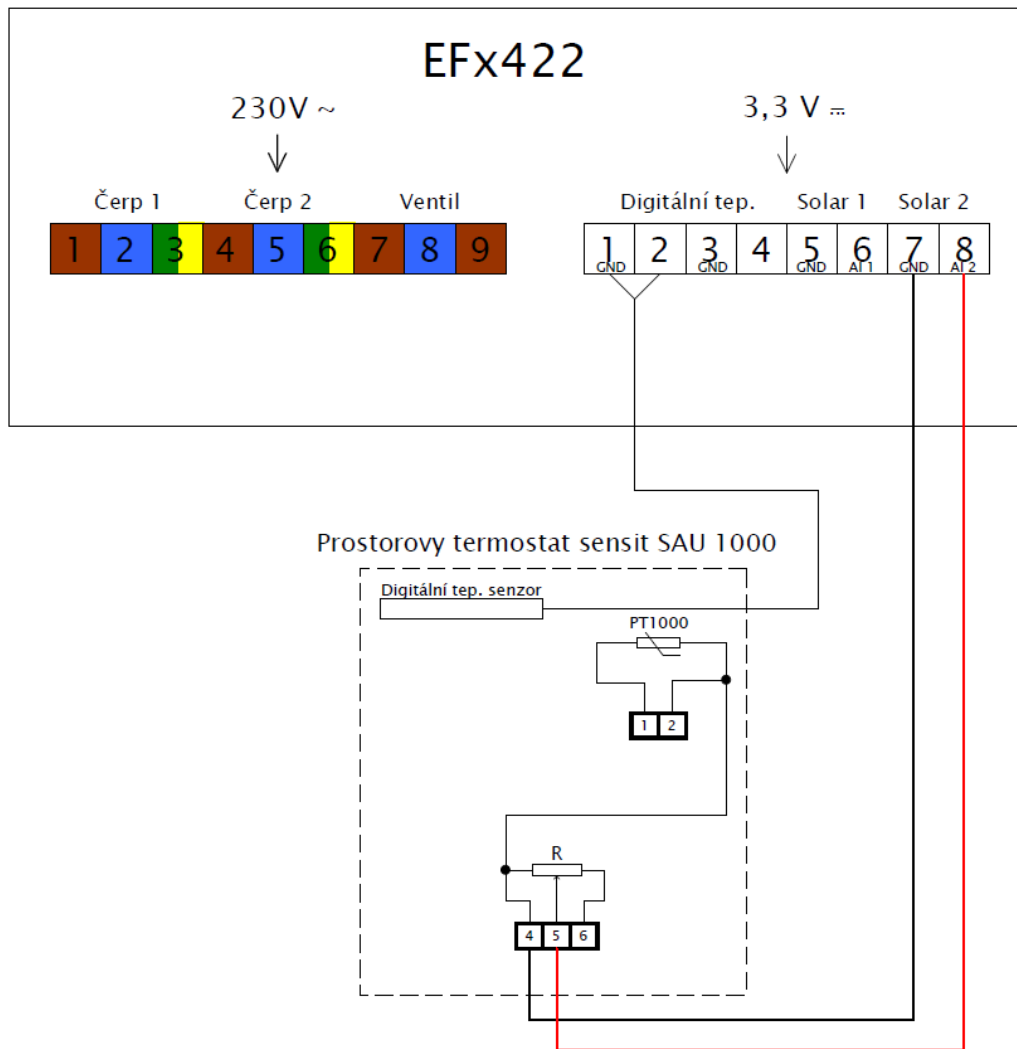 EFx422
230V ~
3,3 V ⎓
Čerp 1 Čerp 2 Ventil
Digitální tep. Solar 1 Solar 2
1 2 3 4 5 6 7 8 9
1 2 3 4 5 6 7 8
GND GND GND AI 1 GND AI 2
Prostorovy termostat sensit SAU 1000
Digitální tep. senzor
PT1000
1 2
R
4 5 6